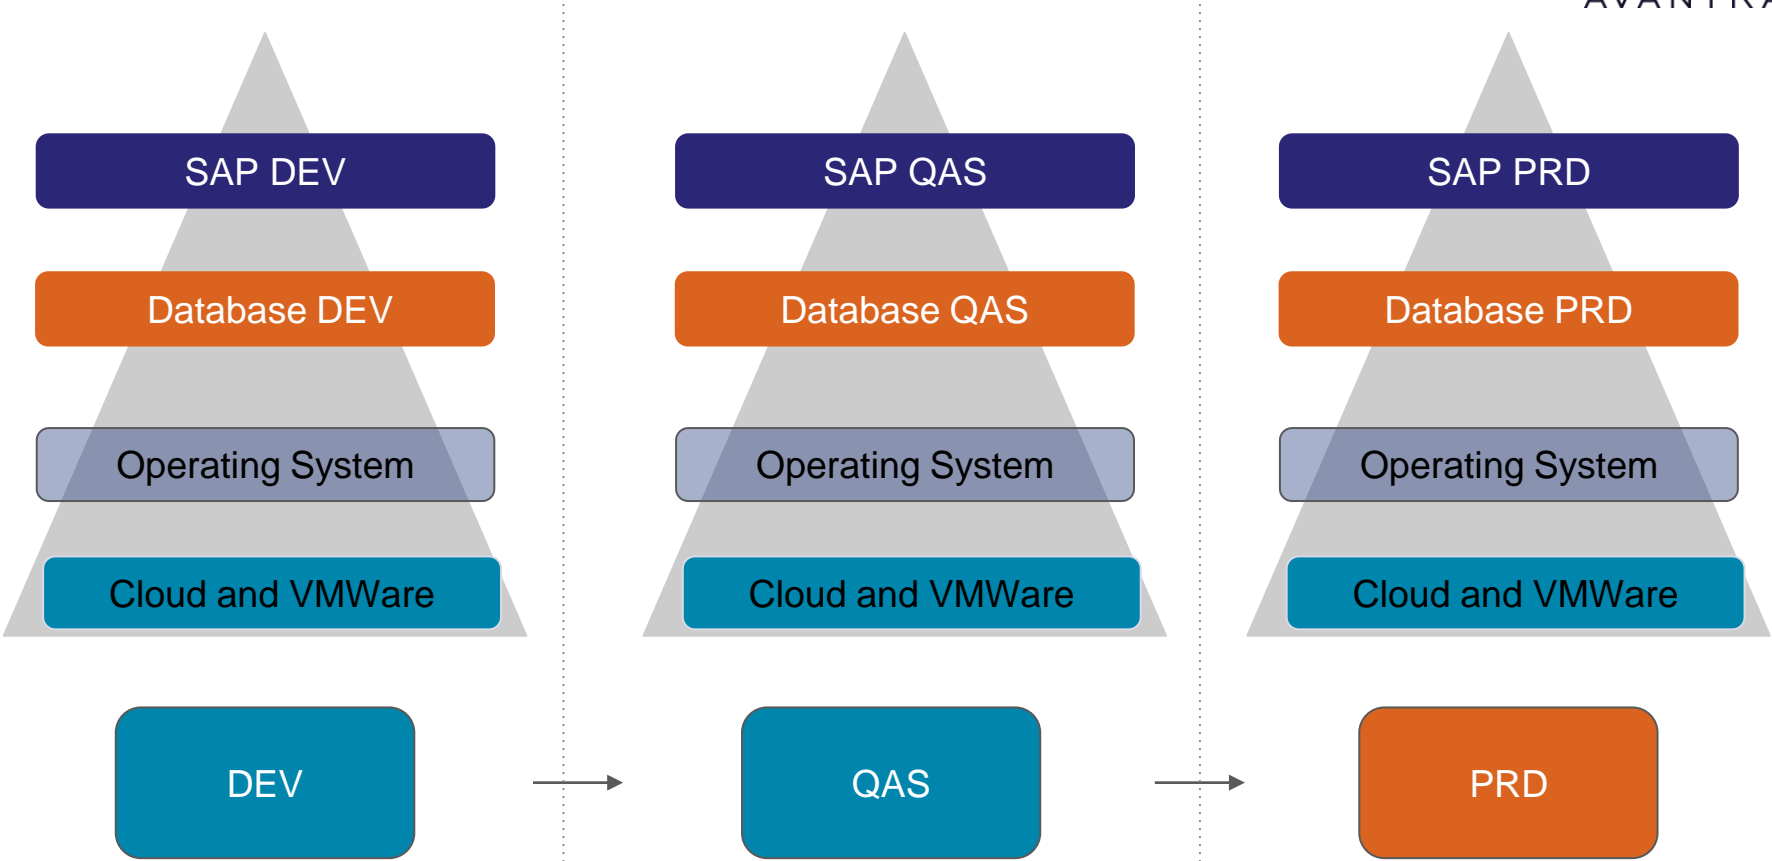 SAP DEV
SAP QAS
SAP PRD
Database DEV
Database QAS
Database PRD
Operating System
Operating System
Operating System
Cloud and VMWare
Cloud and VMWare
Cloud and VMWare
DEV
QAS
PRD